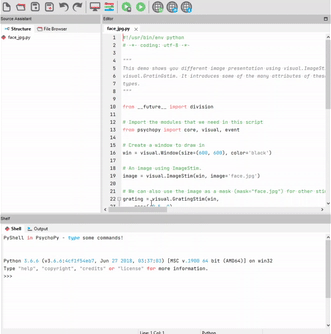 Source Assistant
Editor
Structure
File Browser
face_jpg.py
face_jpg.py
1 #!/usr/bin/env python
2 # -*- coding: utf-8 -*-
3
4 """
5 This demo shows you different image presentation using visual.ImageSt
6 visual.GratingStim. It introduces some of the many attributes of these
7 types.
8 """
9
10 from __future__ import division
11
12 # Import the modules that we need in this script
13 from psychopy import core, visual, event
14
15 # Create a window to draw in
16 win = visual.Window(size=(600, 600), color='black')
17
18 # An image using ImageStim.
19 image = visual.ImageStim(win, image='face.jpg')
20
21 # We can also use the image as a mask (mask="face.jpg") for other sti
22 grating = visual.GratingStim(win,
Shell
Shell
Output
PyShell in PsychoPy - type some commands!
Python 3.6.6 (v3.6.6:4cf1f54eb7, Jun 27 2018, 03:37:03) [MSC v.1900 64 bit (AMD64)] on win32
Type "help", "copyright", "credits" or "license" for more information.
>>>
Line: 1 Col: 1
Python